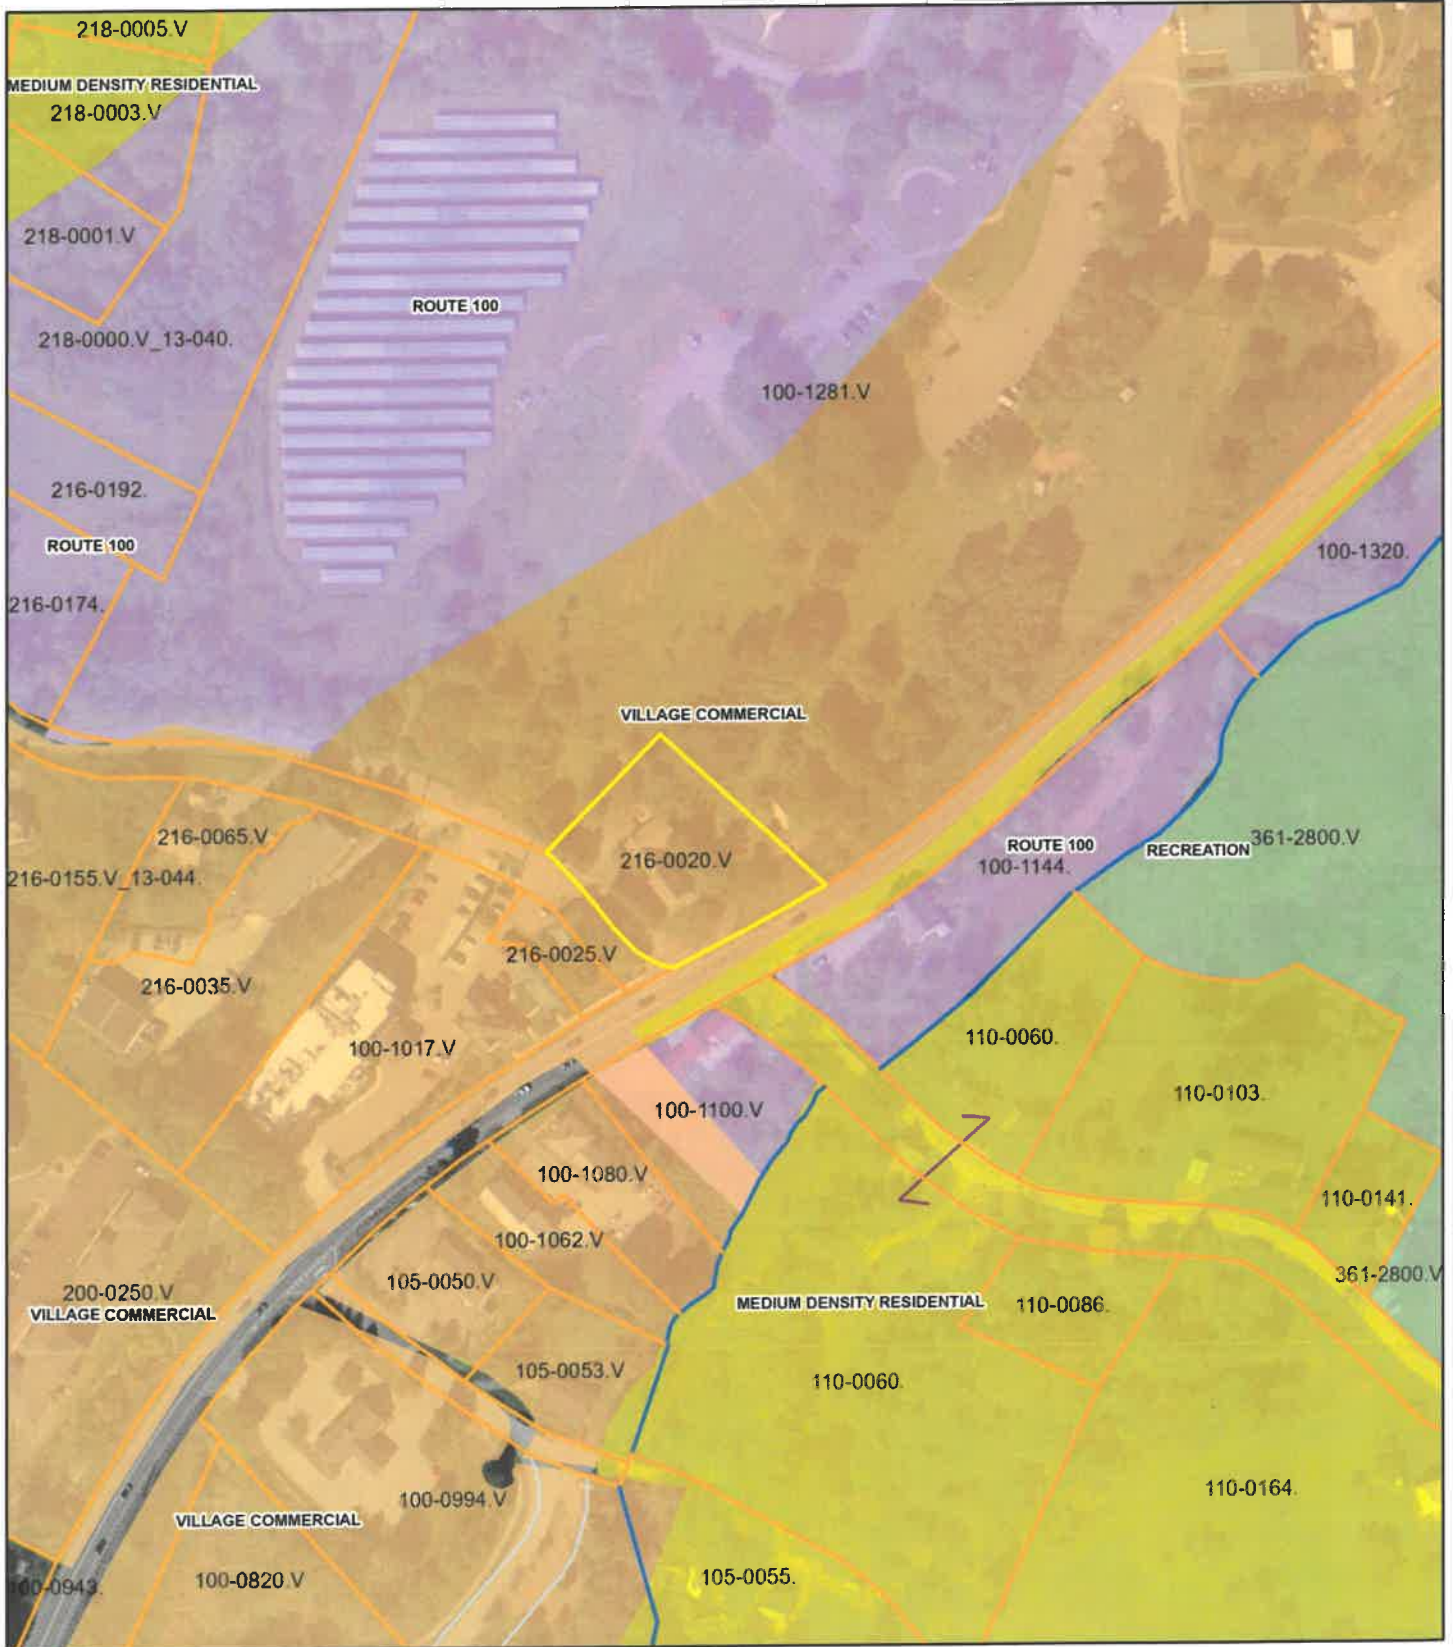 218-0005.V
MEDIUM DENSITY RESIDENTIAL
218-0003.V
218-0001.V
ROUTE 100
218-0000.V_13-040.
100-1281.V
216-0192.
ROUTE 100
100-1320.
216-0174.
VILLAGE COMMERCIAL
216-0065.V
361-2800.V
ROUTE 100
RECREATION
216-0020.V
100-1144.
216-0155.V_13-044.
216-0025.V
216-0035.V
110-0060.
100-1017.V
110-0103.
100-1100.V
100-1080.V
110-0141.
100-1062.V
361-2800.V
105-0050.V
200-0250.V
MEDIUM DENSITY RESIDENTIAL
110-0086.
VILLAGE COMMERCIAL
105-0053.V
110-0060.
110-0164.
100-0994.V
VILLAGE COMMERCIAL
105-0055.
100-0820.V
100-0943.